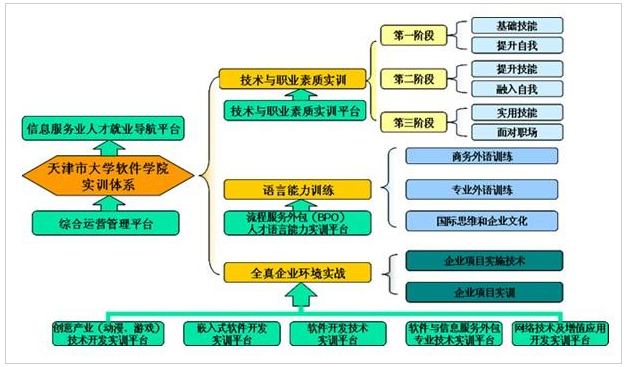 第一阶段
基础技能
提升自我
技术与职业素质实训
第二阶段
提升技能
融入自我
技术与职业素质实训平台
第三阶段
实用技能
面对职场
信息服务业人才就业导航平台
天津市大学软件学院
实训体系
综合运营管理平台
语言能力训练
商务外语训练
专业外语训练
国际思维和企业文化
流程服务外包（BPO）
人才语言能力实训平台
全真企业环境实战
企业项目实施技术
企业项目实训
创意产业（动漫、游戏）
技术开发实训平台
嵌入式软件开发
实训平台
软件开发技术
实训平台
软件与信息服务外包
专业技术实训平台
网络技术及增值应用
开发实训平台